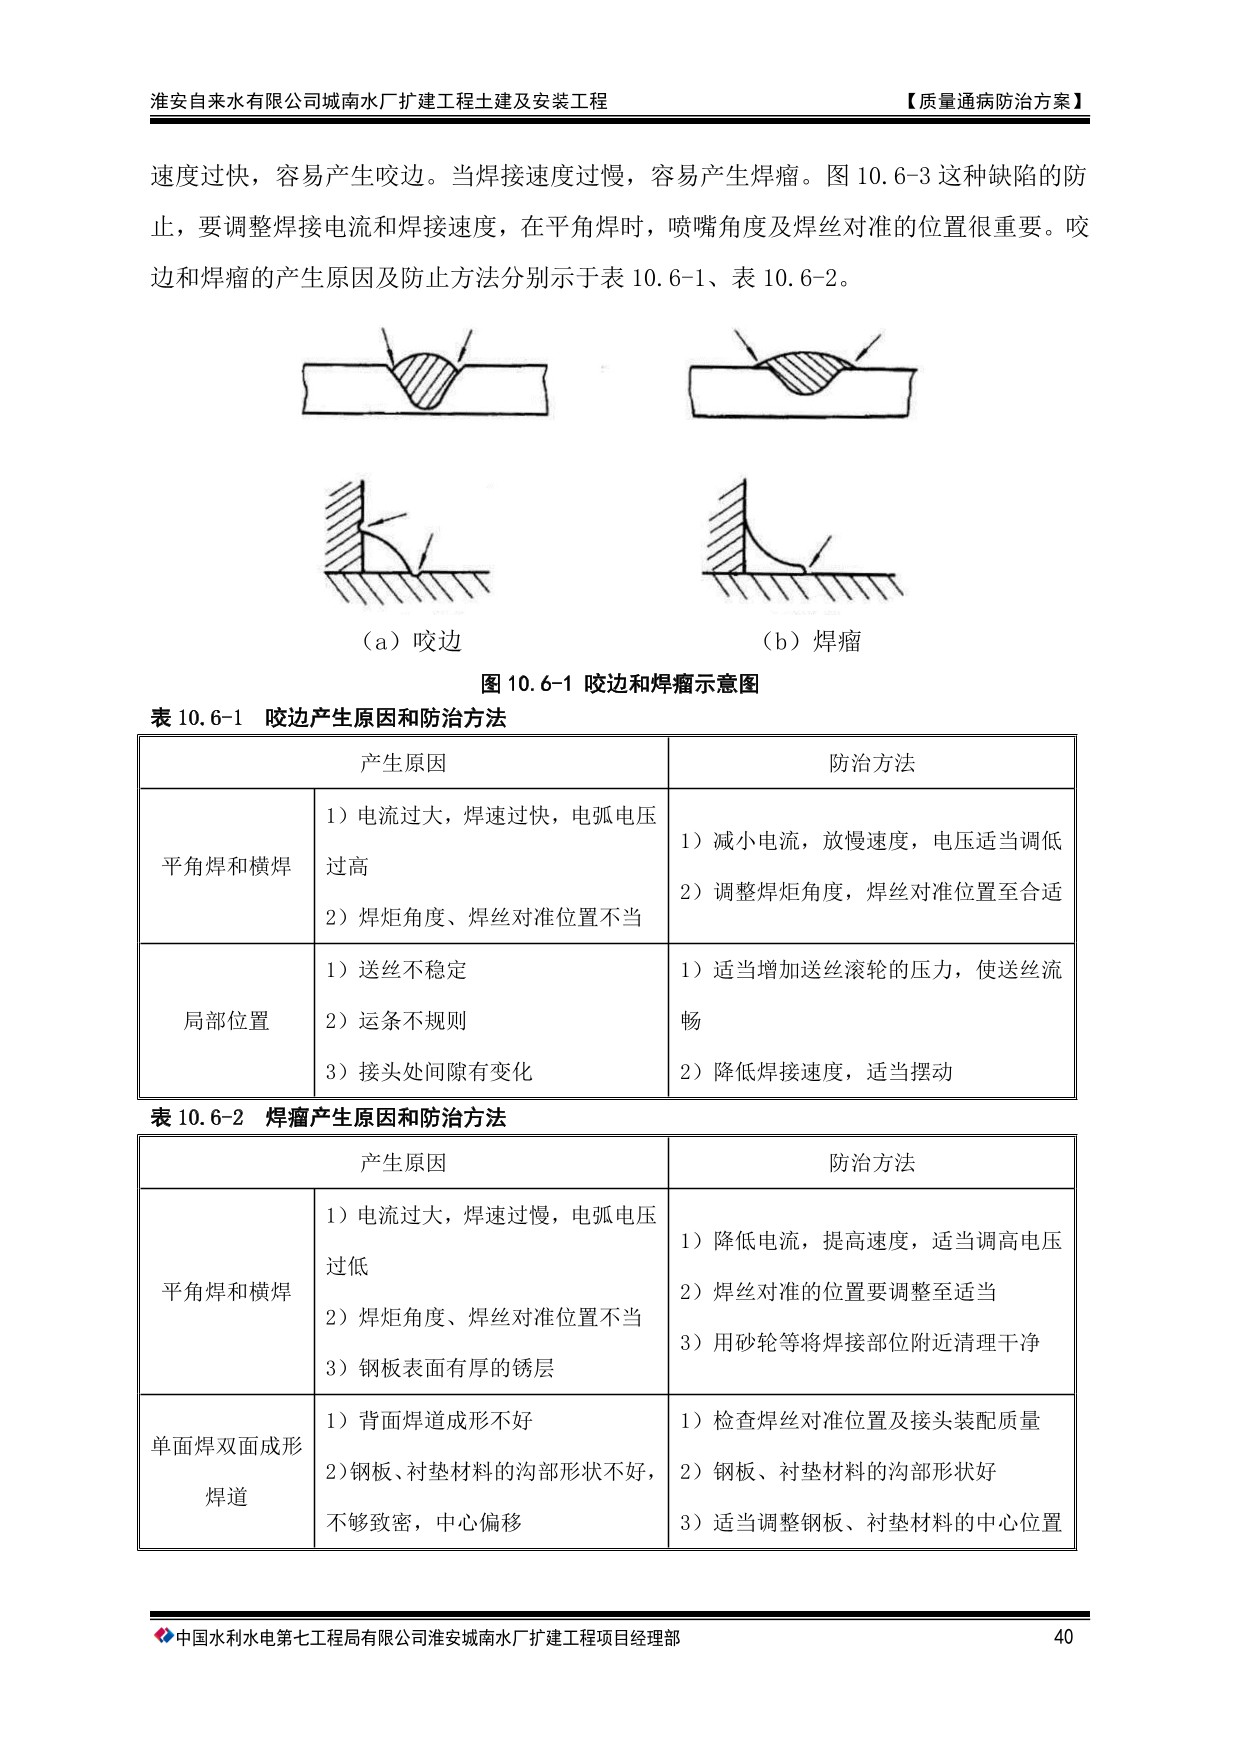 淮安自来水有限公司城南水厂扩建工程土建及安装工程 【质量通病防治方案】
速度过快，容易产生咬边。当焊接速度过慢，容易产生焊瘤。图 10.6-3 这种缺陷的防
止，要调整焊接电流和焊接速度，在平角焊时，喷嘴角度及焊丝对准的位置很重要。咬
边和焊瘤的产生原因及防止方法分别示于表 10.6-1、表 10.6-2。
（a）咬边 （b）焊瘤
图 10.6-1 咬边和焊瘤示意图
表 10.6-1 咬边产生原因和防治方法
产生原因 防治方法
平角焊和横焊
1）电流过大，焊速过快，电弧电压
过高
2）焊炬角度、焊丝对准位置不当
1）减小电流，放慢速度，电压适当调低
2）调整焊炬角度，焊丝对准位置至合适
局部位置
1）送丝不稳定
2）运条不规则
3）接头处间隙有变化
1）适当增加送丝滚轮的压力，使送丝流
畅
2）降低焊接速度，适当摆动
表 10.6-2 焊瘤产生原因和防治方法
产生原因 防治方法
平角焊和横焊
1）电流过大，焊速过慢，电弧电压
过低
2）焊炬角度、焊丝对准位置不当
3）钢板表面有厚的锈层
1）降低电流，提高速度，适当调高电压
2）焊丝对准的位置要调整至适当
3）用砂轮等将焊接部位附近清理干净
单面焊双面成形
焊道
1）背面焊道成形不好
2）钢板、衬垫材料的沟部形状不好，
不够致密，中心偏移
1）检查焊丝对准位置及接头装配质量
2）钢板、衬垫材料的沟部形状好
3）适当调整钢板、衬垫材料的中心位置
中国水利水电第七工程局有限公司淮安城南水厂扩建工程项目经理部 40